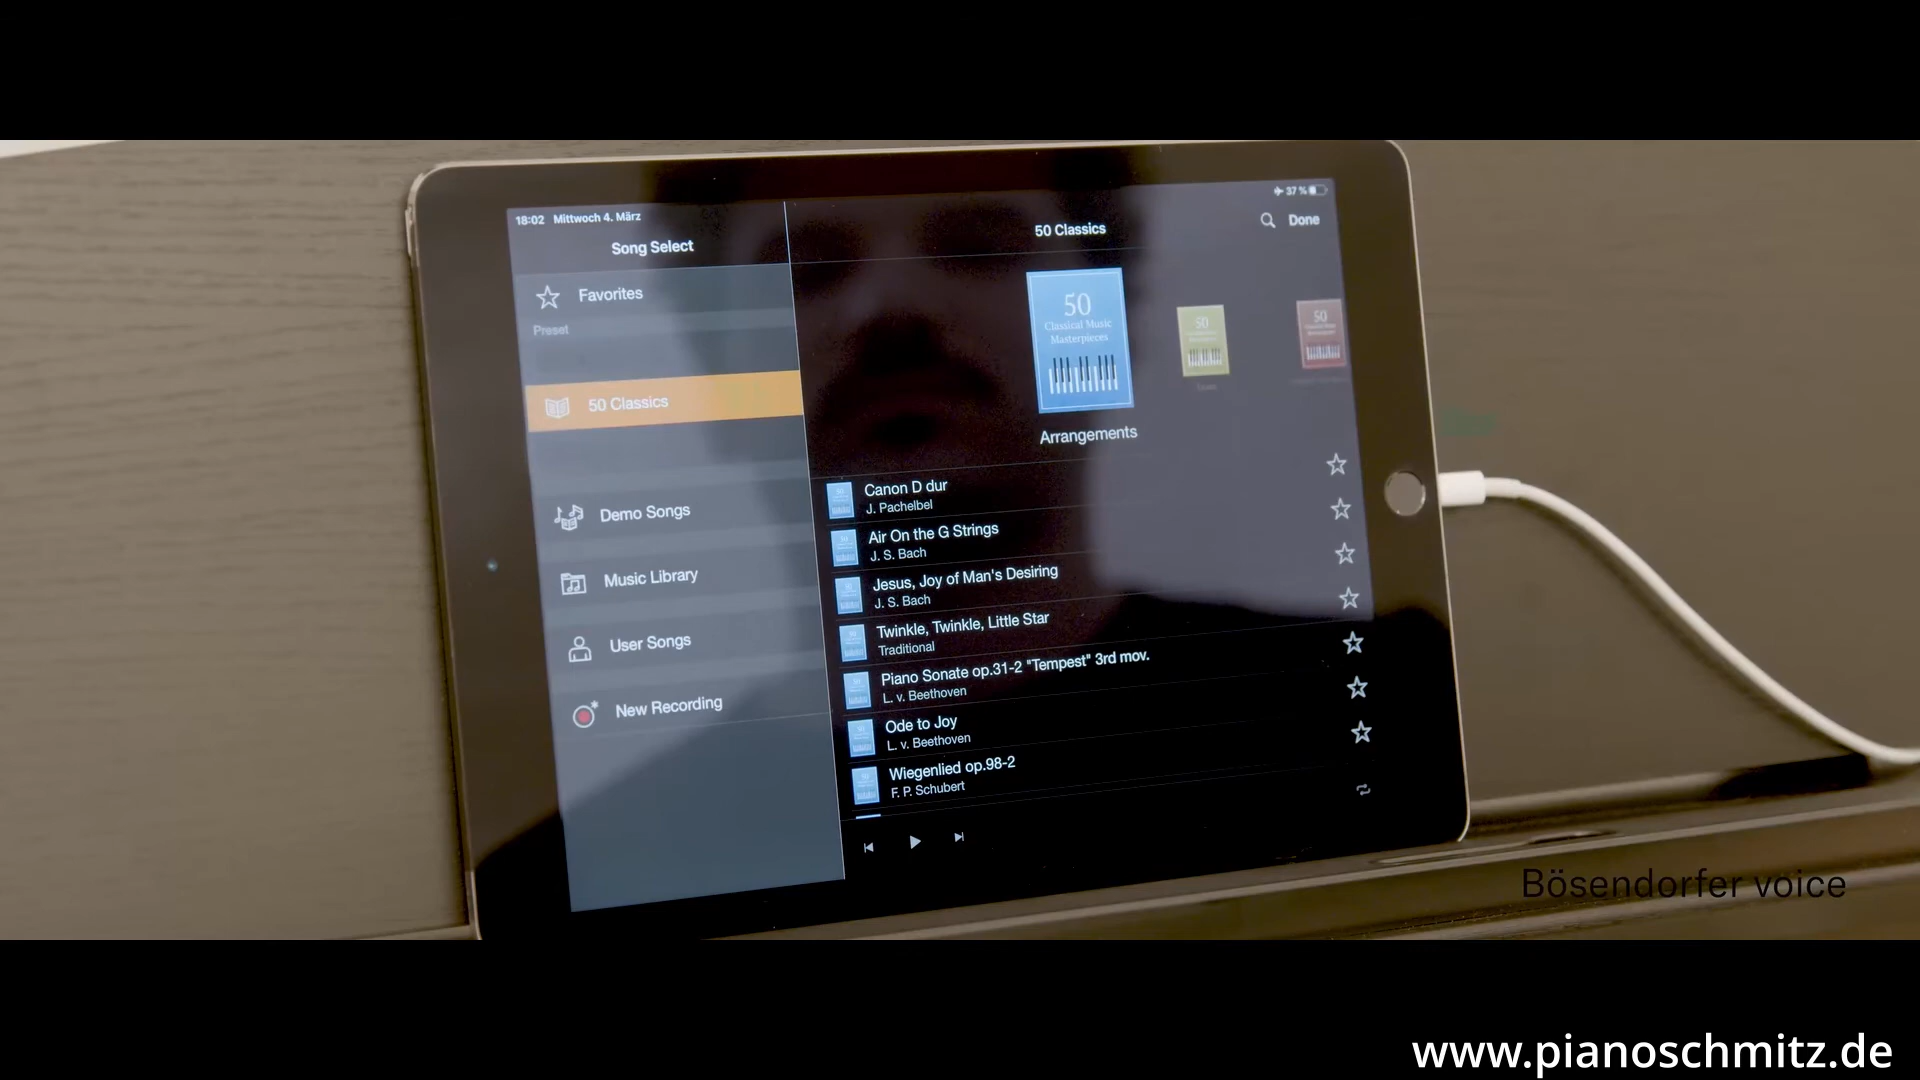 18:02 Mittwoch 4. März
37 %
Song Select
Favorites
Preset
50 Classics
Demo Songs
Music Library
User Songs
New Recording
50 Classics
Done
50
Classical Music
Masterpieces
50
50
Arrangements
Canon D dur
J. Pachelbel
Air On the G Strings
J. S. Bach
Jesus, Joy of Man's Desiring
J. S. Bach
Twinkle, Twinkle, Little Star
Traditional
Piano Sonate op.31-2 "Tempest" 3rd mov.
L. v. Beethoven
Ode to Joy
L. v. Beethoven
Wiegenlied op.98-2
F. P. Schubert
Bösendorfer voice
www.pianoschmitz.de